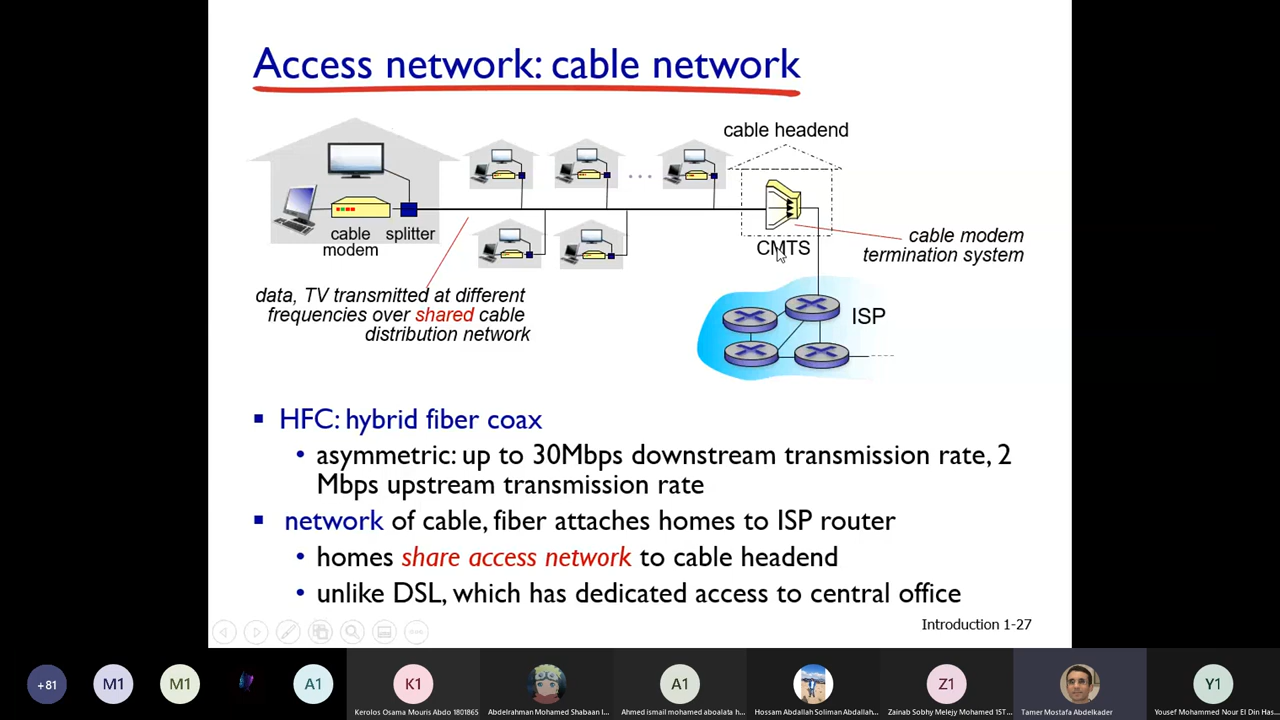 Access network: cable network
cable headend
cable
modem
splitter
CMTS
cable modem
termination system
data, TV transmitted at different
frequencies over shared cable
distribution network
ISP
▪ HFC: hybrid fiber coax
• asymmetric: up to 30Mbps downstream transmission rate, 2
Mbps upstream transmission rate
▪ network of cable, fiber attaches homes to ISP router
• homes share access network to cable headend
• unlike DSL, which has dedicated access to central office
Introduction 1-27
+81
M1
M1
A1
K1
A1
Z1
Y1
Kerolos Osama Mouris Abdo 1801865
Abdelrahman Mohamed Shabaan I...
Ahmed ismail mohamed aboalata h...
Hossam Abdallah Soliman Abdallah...
Zainab Sobhy Melejy Mohamed 15T...
Tamer Mostafa Abdelkader
Yousef Mohammed Nour El Din Has...